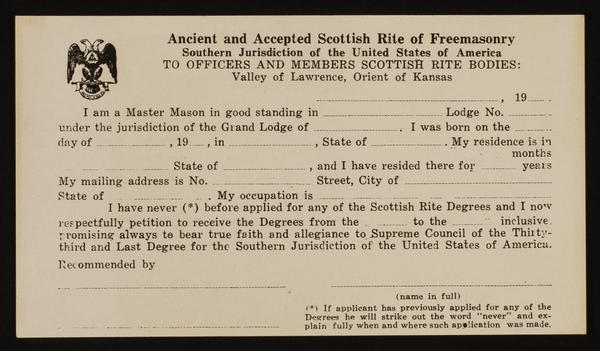 Ancient and Accepted Scottish Rite of Freemasonry
Southern Jurisdiction of the United States of America
TO OFFICERS AND MEMBERS SCOTTISH RITE BODIES:
Valley of Lawrence, Orient of Kansas
, 19 .
I am a Master Mason in good standing in Lodge No.
under the jurisdiction of the Grand Lodge of . I was born on the
day of , 19 , in , State of . My residence is in
months
State of , and I have resided there for years
My mailing address is No. Street, City of
State of . My occupation is
I have never (*) before applied for any of the Scottish Rite Degrees and I now
respectfully petition to receive the Degrees from the to the inclusive.
promising always to bear true faith and allegiance to Supreme Council of the Thirty-
third and Last Degree for the Southern Jurisdiction of the United States of America.
Recommended by
(name in full)
(*) If applicant has previously applied for any of the
Degrees he will strike out the word "never" and ex-
plain fully when and where such application was made.